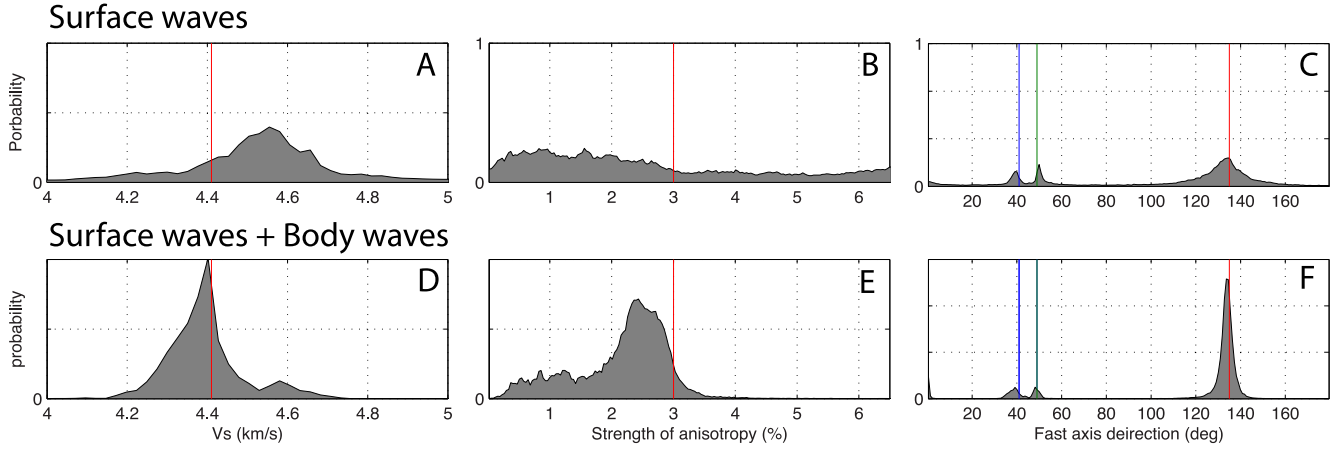 Surface waves
Porbability
0
4 4.2 4.4 4.6 4.8 5
A
1
0
1 2 3 4 5 6
B
1
0
20 40 60 80 100 120 140 160
C
Surface waves + Body waves
probability
0
4 4.2 4.4 4.6 4.8 5
Vs (km/s)
D
0
1 2 3 4 5 6
Strength of anisotropy (%)
E
0
20 40 60 80 100 120 140 160
Fast axis deirection (deg)
F